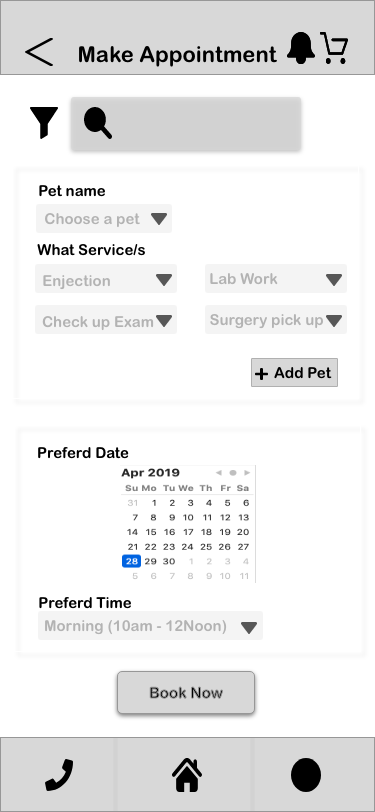 Make Appointment
Pet name
Choose a pet
What Service/s
Enjection Lab Work
Check up Exam Surgery pick up
+ Add Pet
Preferd Date
Apr 2019
Su Mo Tu We Th Fr Sa
31 1 2 3 4 5 6
7 8 9 10 11 12 13
14 15 16 17 18 19 20
21 22 23 24 25 26 27
28 29 30 1 2 3 4
5 6 7 8 9 10 11
Preferd Time
Morning (10am - 12Noon)
Book Now